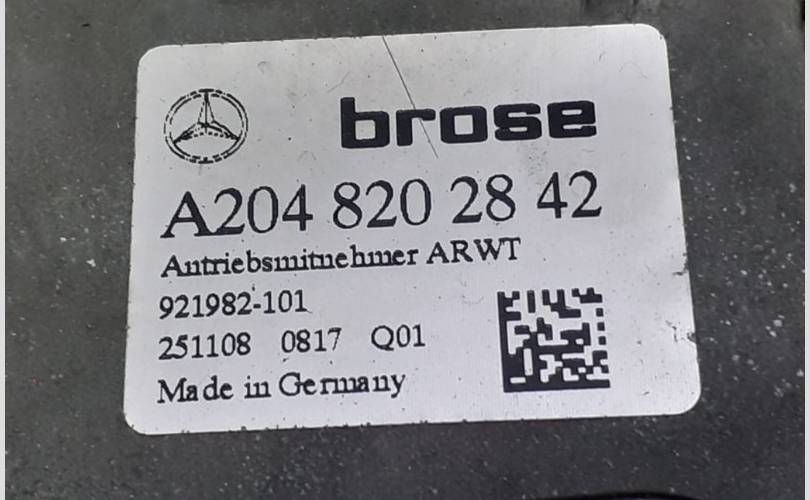 brose
A204 820 28 42
Antriebsmitnehmer ARWT
921982-101
251108 0817 Q01
Made in Germany